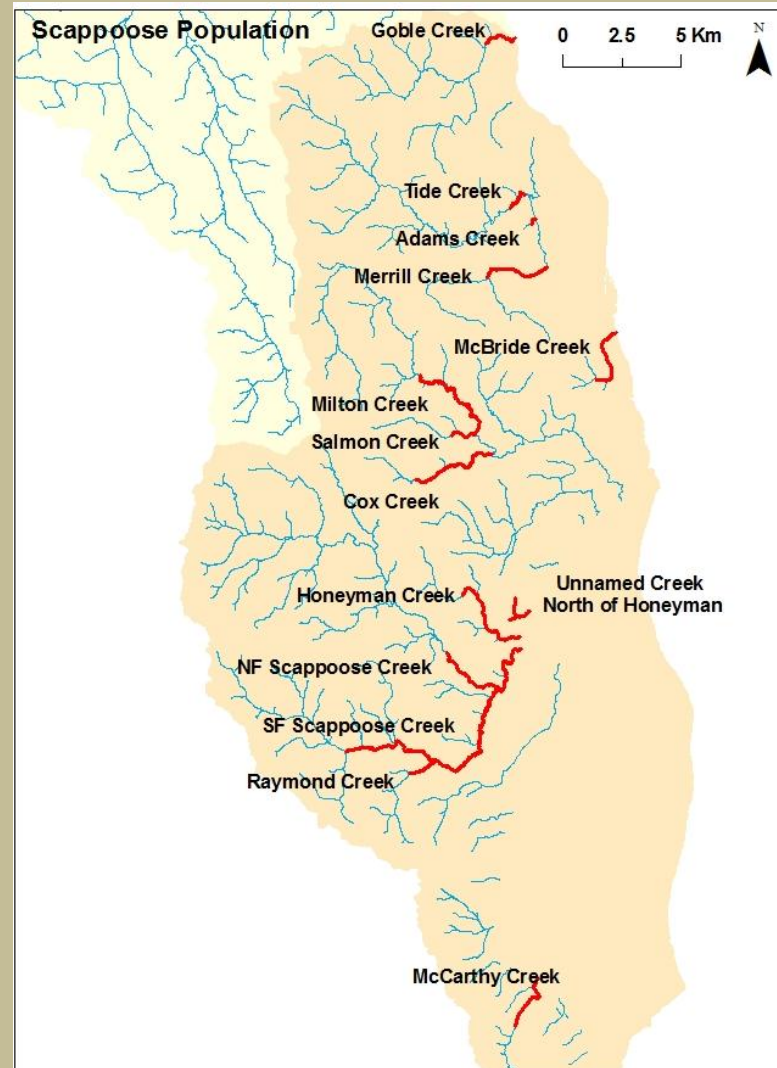 Scappoose Population
Goble Creek
0 2.5 5 Km
N
Tide Creek
Adams Creek
Merrill Creek
McBride Creek
Milton Creek
Salmon Creek
Cox Creek
Honeyman Creek
Unnamed Creek
North of Honeyman
NF Scappoose Creek
SF Scappoose Creek
Raymond Creek
McCarthy Creek